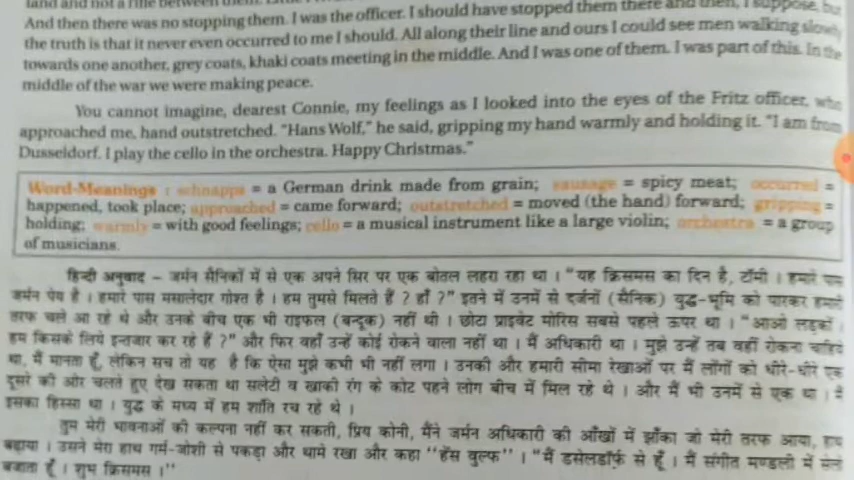 land and not a rifle between them.
And then there was no stopping them. I was the officer. I should have stopped them there and then, I suppose, but
the truth is that it never even occurred to me I should. All along their line and ours I could see men walking slowly
towards one another, grey coats, khaki coats meeting in the middle. And I was one of them. I was part of this. In the
middle of the war we were making peace.
You cannot imagine, dearest Connie, my feelings as I looked into the eyes of the Fritz officer, who
approached me, hand outstretched. "Hans Wolf," he said, gripping my hand warmly and holding it. "I am from
Dusseldorf. I play the cello in the orchestra. Happy Christmas."
Word-Meanings : schnapps = a German drink made from grain; sausage = spicy meat; occurred =
happened, took place; approached = came forward; outstretched = moved (the hand) forward; gripping =
holding; warmly = with good feelings; cello = a musical instrument like a large violin; orchestra = a group
of musicians.
हिन्दी अनुवाद – जर्मन सैनिकों में से एक अपने सिर पर एक बोतल लहरा रहा था । "यह क्रिसमस का दिन है, टॉमी । हमारे पास
जर्मन पेय है । हमारे पास मसालेदार गोश्त है । हम तुमसे मिलते हैं ? हाँ ?" इतने में उनमें से दर्जनों (सैनिक) युद्ध-भूमि को पारकर हमारी
तरफ चले आ रहे थे और उनके बीच एक भी राइफल (बन्दूक) नहीं थी । छोटा प्राइवेट मोरिस सबसे पहले ऊपर था । "आओ लड़कों ।
हम किसके लिये इन्तजार कर रहे हैं ?" और फिर वहाँ उन्हें कोई रोकने वाला नहीं था । मैं अधिकारी था । मुझे उन्हें तब वहीं रोकना चाहिये
था, मैं मानता हूँ, लेकिन सच तो यह है कि ऐसा मुझे कभी भी नहीं लगा । उनकी और हमारी सीमा रेखाओं पर मैं लोंगों को धीरे-धीरे एक
दूसरे की ओर चलते हुए देख सकता था सलेटी व खाकी रंग के कोट पहने लोग बीच में मिल रहे थे । और मैं भी उनमें से एक था । मैं
इसका हिस्सा था । युद्ध के मध्य में हम शांति रच रहे थे ।
तुम मेरी भावनाओं की कल्पना नहीं कर सकती, प्रिय कोनी, मैंने जर्मन अधिकारी की आँखों में झाँका जो मेरी तरफ आया, हाथ
बढ़ाया । उसने मेरा हाथ गर्म-जोशी से पकड़ा और थामे रखा और कहा "हँस वुल्फ" । "मैं डसेलडॉर्फ़ से हूँ । मैं संगीत मण्डली में सेलो
बजाता हूँ । शुभ क्रिसमस ।"